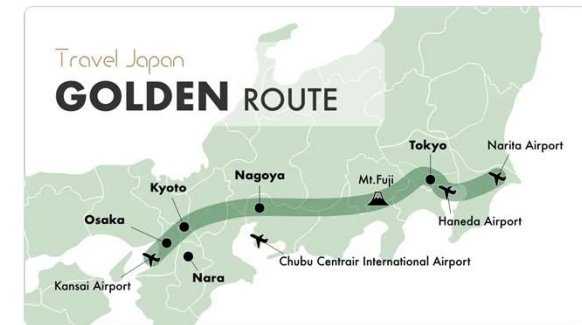 Travel Japan
GOLDEN ROUTE
Tokyo
Narita Airport
Nagoya
Mt.Fuji
Kyoto
Haneda Airport
Osaka
Chubu Centrair International Airport
Nara
Kansai Airport